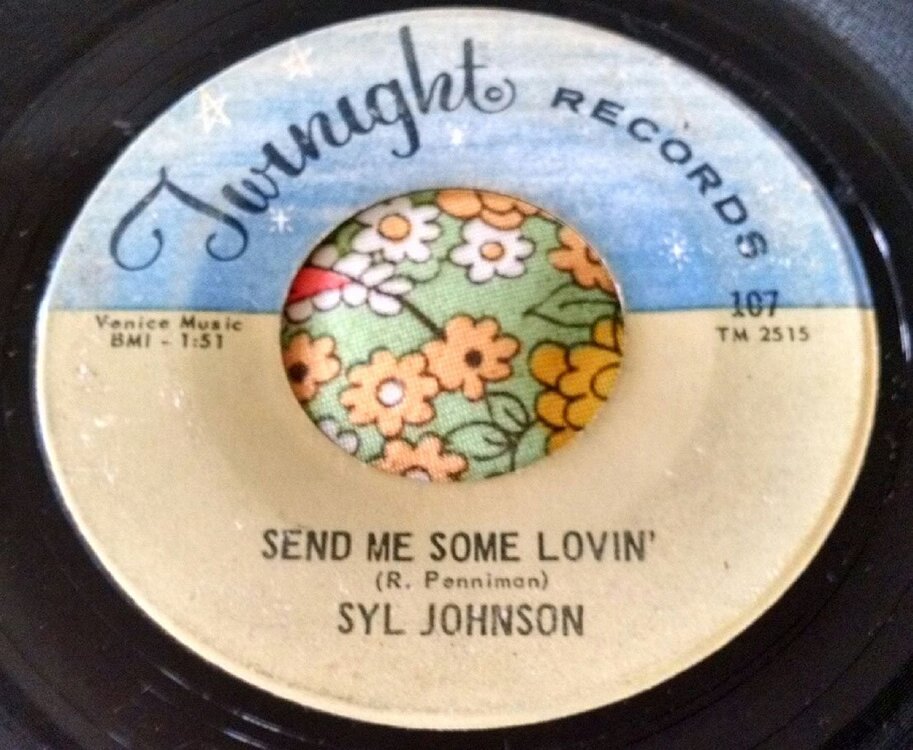 Twinight RECORDS
107
Venice Music
BMI - 1:51
TM 2515
SEND ME SOME LOVIN'
(R. Penniman)
SYL JOHNSON